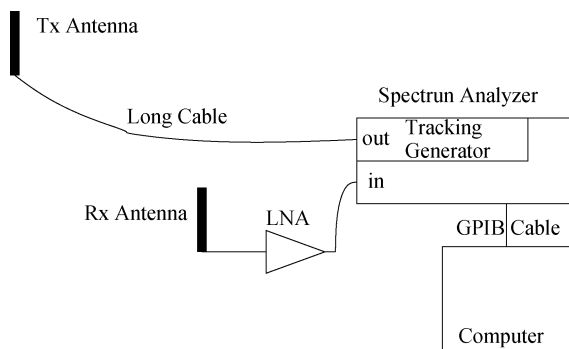 Tx Antenna
Long Cable
Spectrun Analyzer
out
Tracking
Generator
in
Rx Antenna
LNA
GPIB Cable
Computer